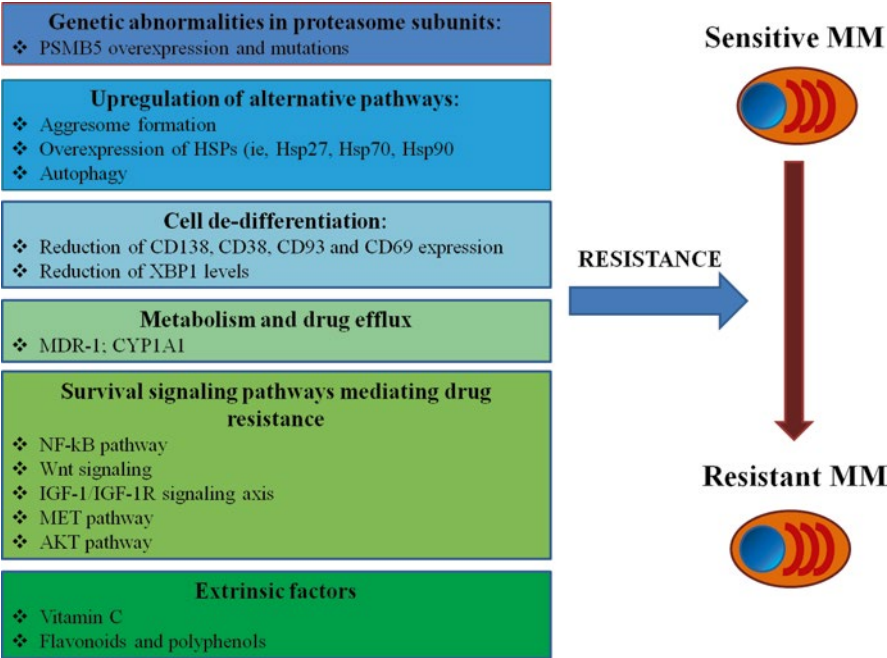 Genetic abnormalities in proteasome subunits:
❖ PSMB5 overexpression and mutations
Upregulation of alternative pathways:
❖ Aggresome formation
❖ Overexpression of HSPs (ie, Hsp27, Hsp70, Hsp90
❖ Autophagy
Cell de-differentiation:
❖ Reduction of CD138, CD38, CD93 and CD69 expression
❖ Reduction of XBP1 levels
Metabolism and drug efflux
❖ MDR-1; CYP1A1
Survival signaling pathways mediating drug
resistance
❖ NF-kB pathway
❖ Wnt signaling
❖ IGF-1/IGF-1R signaling axis
❖ MET pathway
❖ AKT pathway
Extrinsic factors
❖ Vitamin C
❖ Flavonoids and polyphenols
RESISTANCE
Sensitive MM
Resistant MM